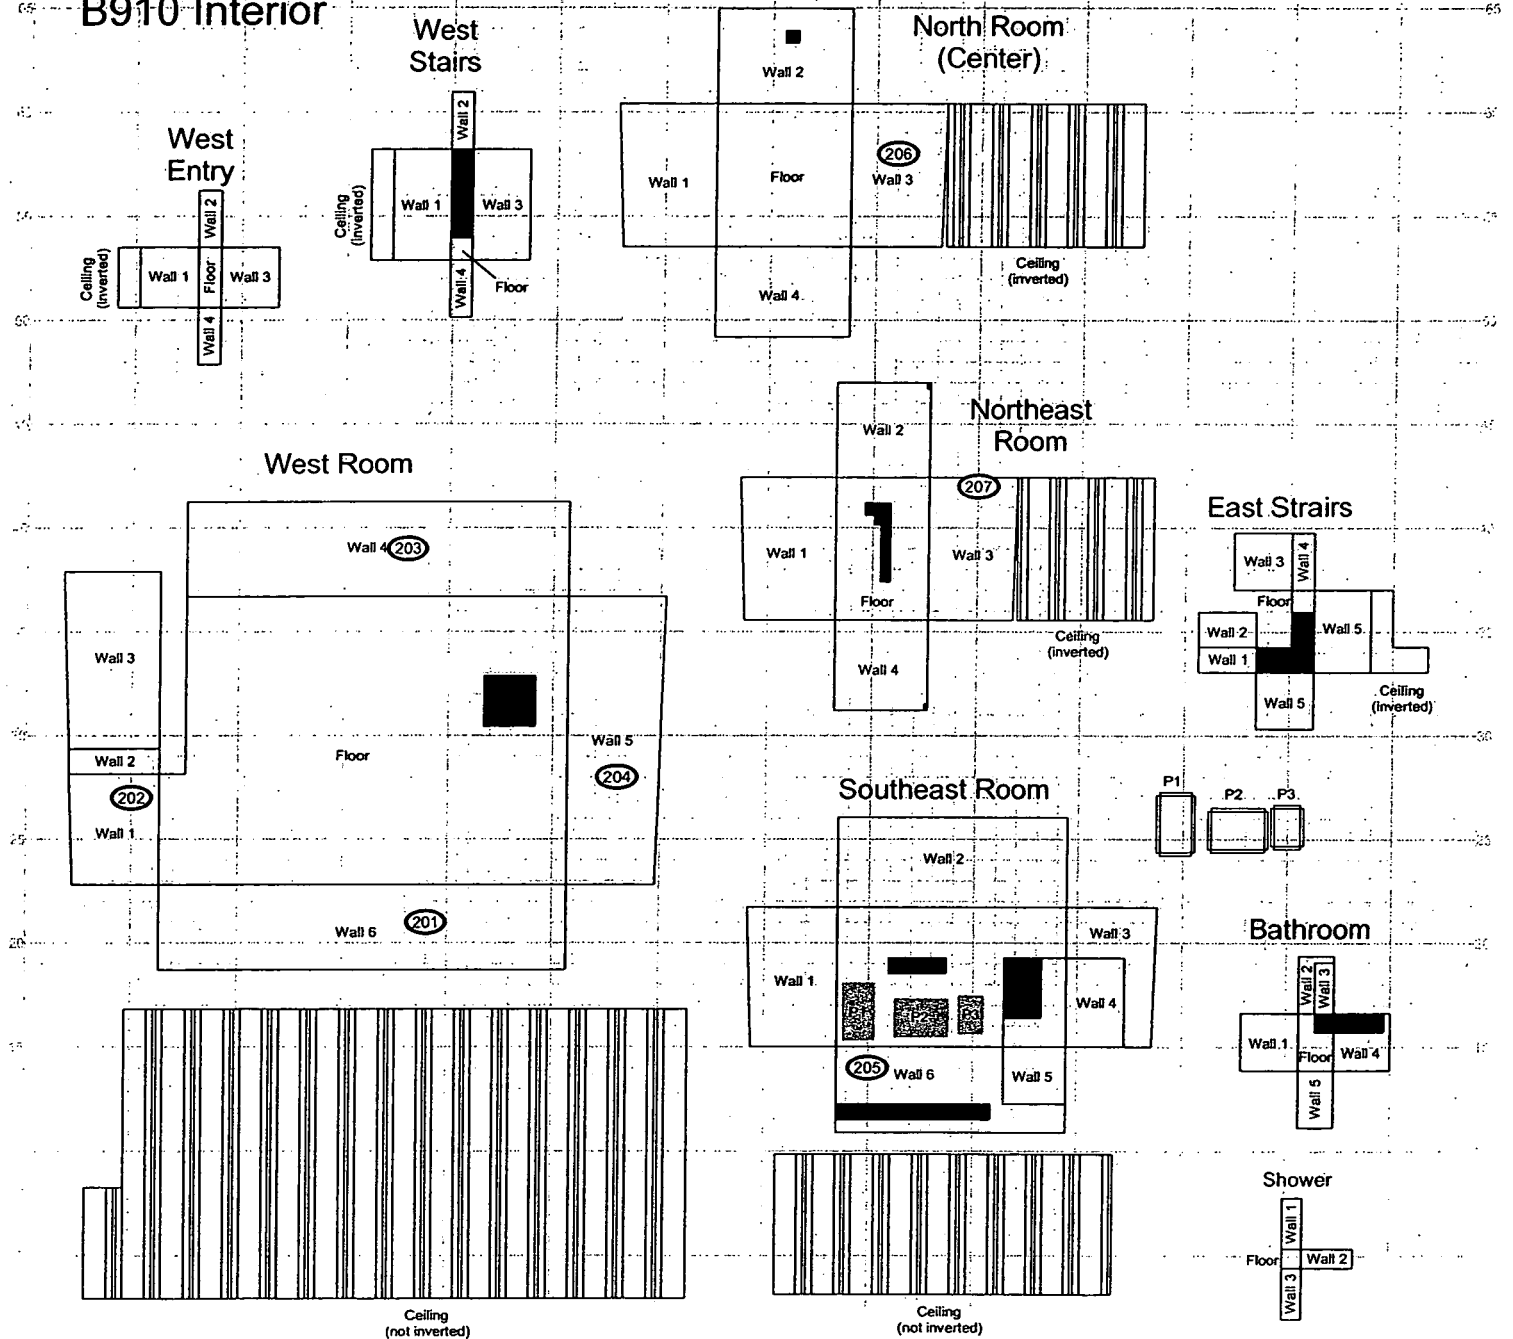 B910 Interior
65
65
West
Stairs
North Room
(Center)
Wall 2
Wall 2
West
Entry
Wall 1
Floor
206
Wall 3
Ceiling
(inverted)
Wall 1
Wall 3
Wall 4
Floor
Wall 2
Ceiling
(inverted)
Wall 1
Floor
Wall 3
Wall 4
Wall 4
Ceiling
(inverted)
Northeast
Room
Wall 2
207
Wall 1
Wall 3
Floor
Wall 4
Ceiling
(inverted)
West Room
Wall 4
203
Wall 3
Wall 2
202
Wall 1
Floor
Wall 5
204
Wall 6
201
20
Ceiling
(not inverted)
East Strairs
Wall 3
Wall 4
Floor
Wall 2
Wall 5
Wall 1
Wall 5
Ceiling
(inverted)
Southeast Room
P1
P2
P3
Wall 2
Wall 3
Wall 1
Wall 4
P2
P3
205
Wall 6
Wall 5
Ceiling
(not inverted)
Bathroom
Wall 2
Wall 3
Wall 1
Floor
Wall 4
Wall 5
Shower
Wall 1
Floor
Wall 2
Wall 3